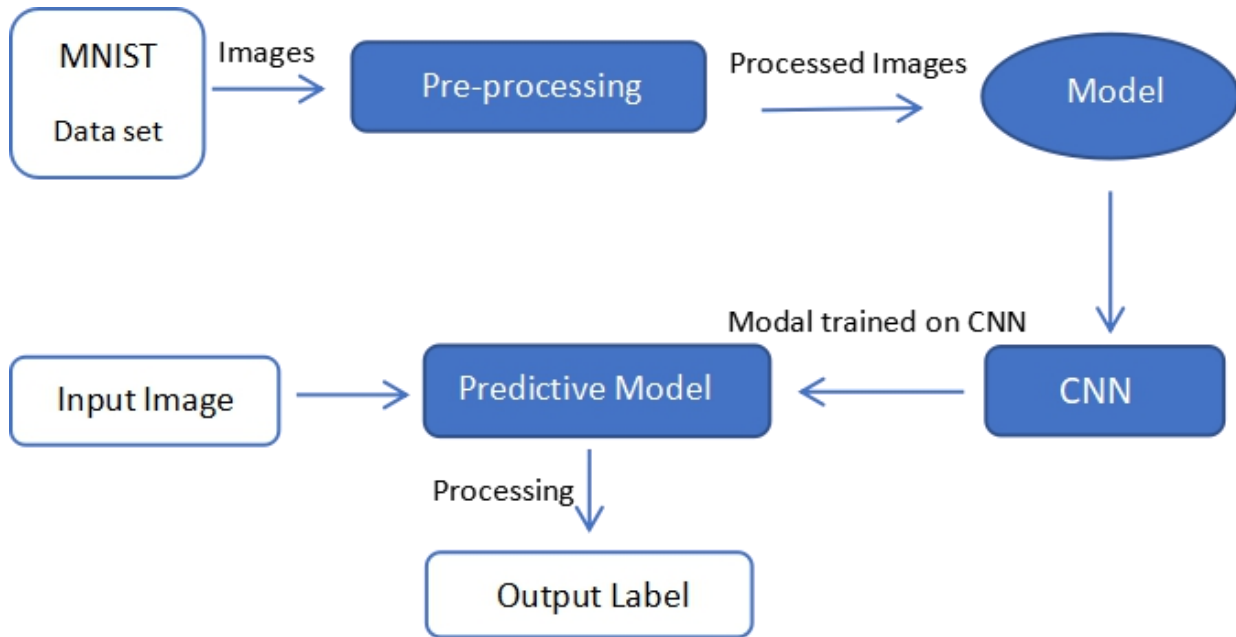 MNIST
Data set
Images
Pre-processing
Processed Images
Model
Modal trained on CNN
Input Image
Predictive Model
CNN
Processing
Output Label